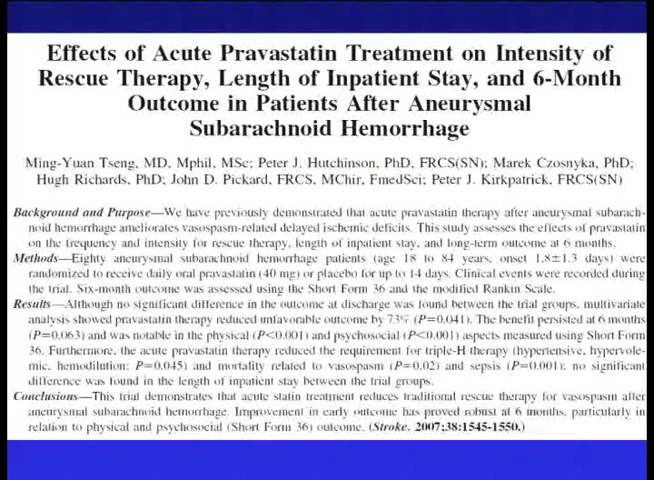 Effects of Acute Pravastatin Treatment on Intensity of
Rescue Therapy, Length of Inpatient Stay, and 6-Month
Outcome in Patients After Aneurysmal
Subarachnoid Hemorrhage
Ming-Yuan Tseng, MD, Mphil, MSc; Peter J. Hutchinson, PhD, FRCS(SN); Marek Czosnyka, PhD;
Hugh Richards, PhD; John D. Pickard, FRCS, MChir, FmedSci; Peter J. Kirkpatrick, FRCS(SN)
Background and Purpose—We have previously demonstrated that acute pravastatin therapy after aneurysmal subarach-
noid hemorrhage ameliorates vasospasm-related delayed ischemic deficits. This study assesses the effects of pravastatin
on the frequency and intensity for rescue therapy, length of inpatient stay, and long-term outcome at 6 months.
Methods—Eighty aneurysmal subarachnoid hemorrhage patients (age 18 to 84 years, onset 1.8±1.3 days) were
randomized to receive daily oral pravastatin (40 mg) or placebo for up to 14 days. Clinical events were recorded during
the trial. Six-month outcome was assessed using the Short Form 36 and the modified Rankin Scale.
Results—Although no significant difference in the outcome at discharge was found between the trial groups, multivariate
analysis showed pravastatin therapy reduced unfavorable outcome by 73% (P=0.041). The benefit persisted at 6 months
(P=0.063) and was notable in the physical (P<0.001) and psychosocial (P<0.001) aspects measured using Short Form
36. Furthermore, the acute pravastatin therapy reduced the requirement for triple-H therapy (hypertensive, hypervole-
mic, hemodilution; P=0.045) and mortality related to vasospasm (P=0.02) and sepsis (P=0.001); no significant
difference was found in the length of inpatient stay between the trial groups.
Conclusions—This trial demonstrates that acute statin treatment reduces traditional rescue therapy for vasospasm after
aneurysmal subarachnoid hemorrhage. Improvement in early outcome has proved robust at 6 months, particularly in
relation to physical and psychosocial (Short Form 36) outcome. (Stroke. 2007;38:1545-1550.)